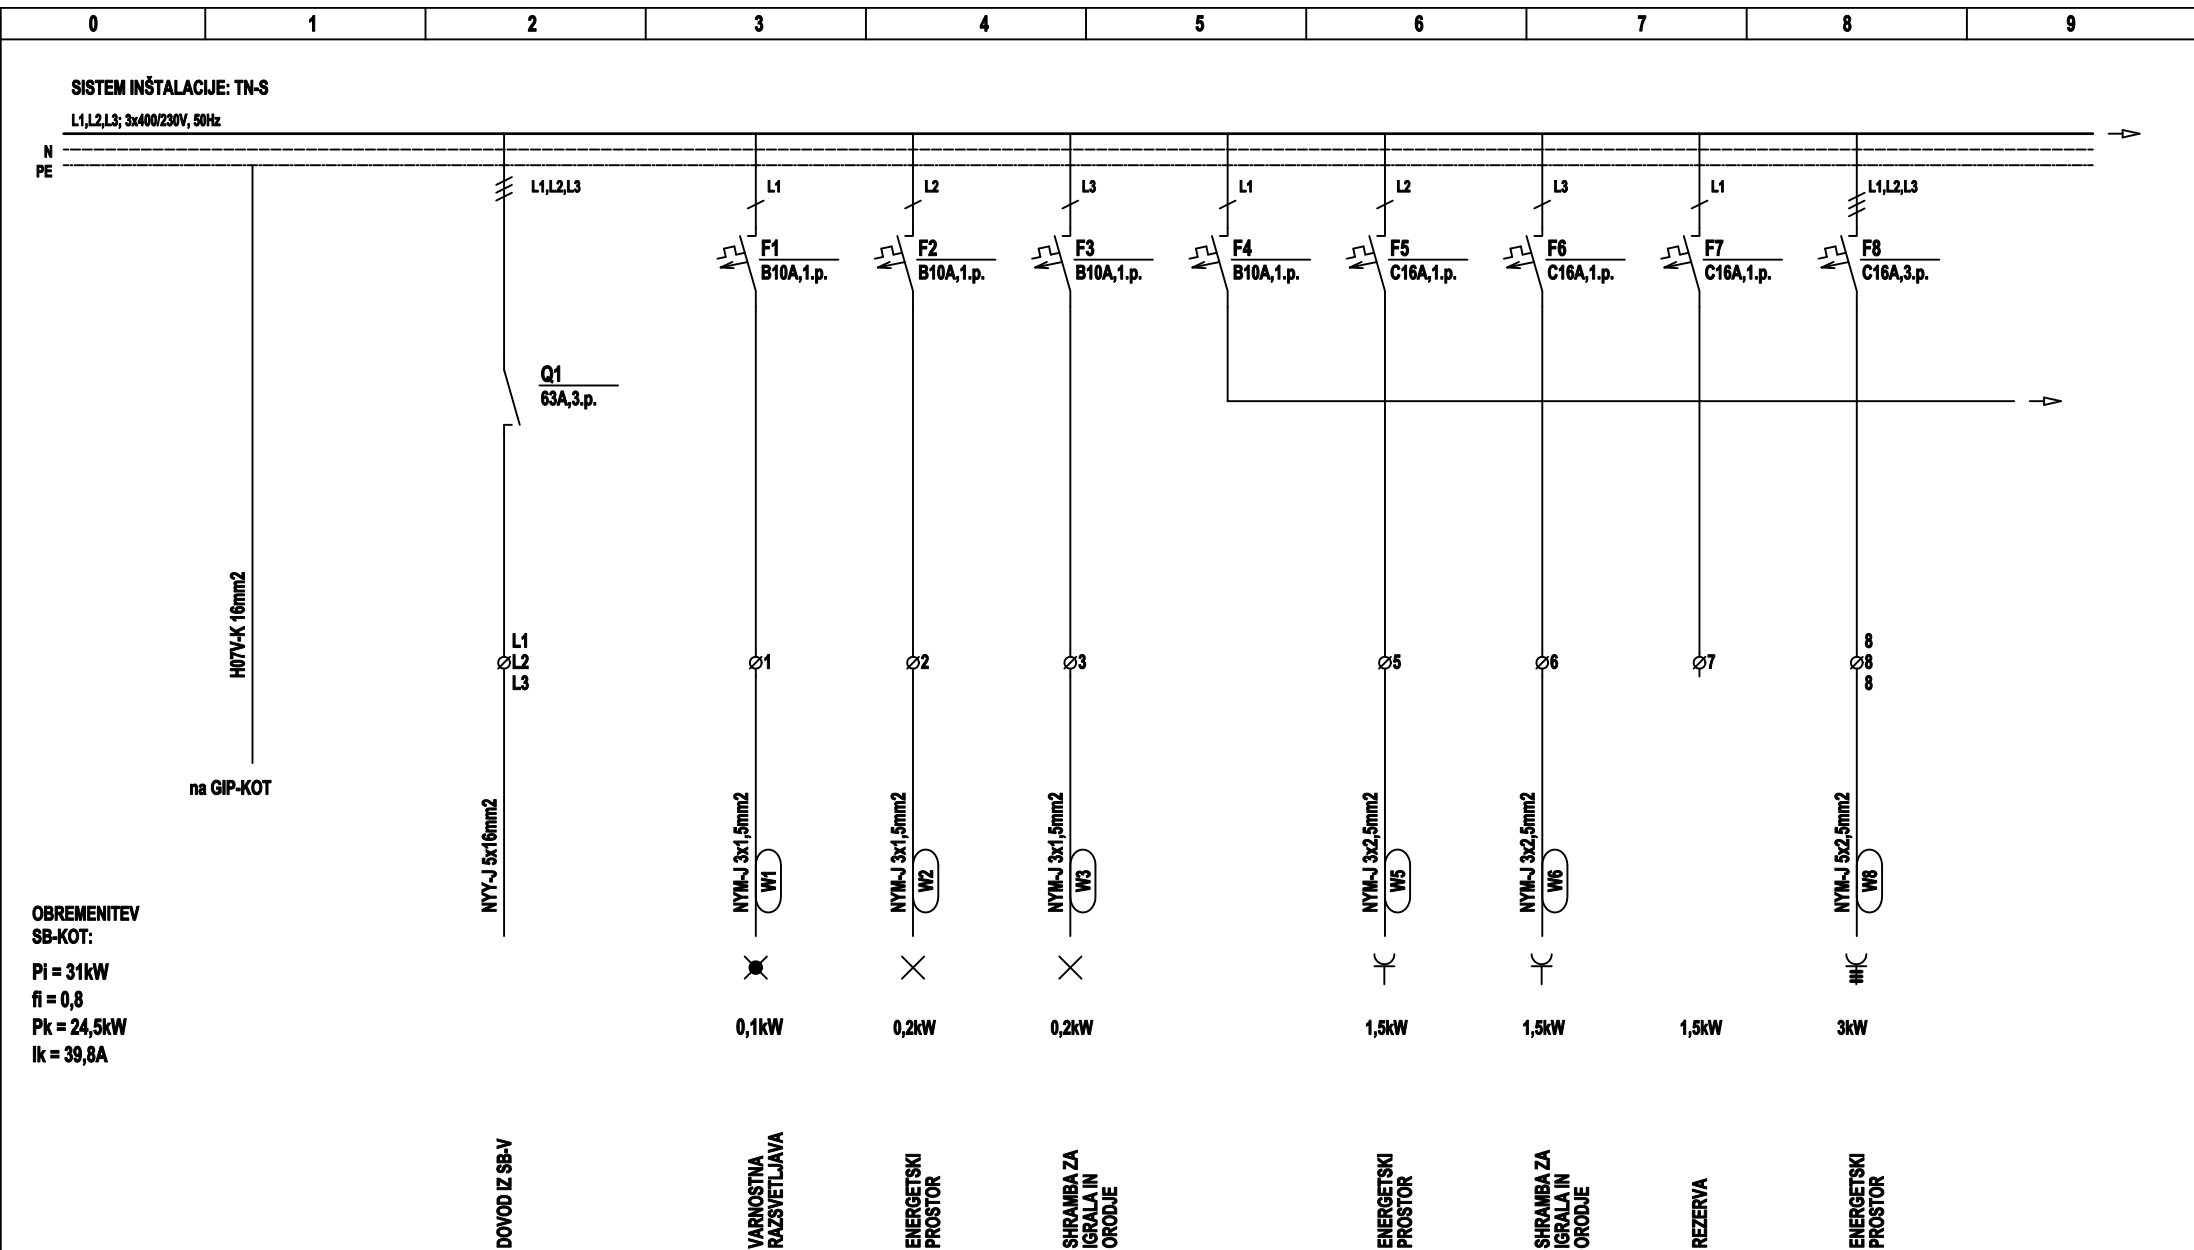 0 1 2 3 4 5 6 7 8 9
SISTEM INŠTALACIJE: TN-S
L1,L2,L3; 3x400/230V, 50Hz
N
PE
L1,L2,L3
L1
L2
L3
L1
L2
L3
L1
L1,L2,L3
F1
B10A,1.p.
F2
B10A,1.p.
F3
B10A,1.p.
F4
B10A,1.p.
F5
C16A,1.p.
F6
C16A,1.p.
F7
C16A,1.p.
F8
C16A,3.p.
Q1
63A,3.p.
H07V-K 16mm2
na GIP-KOT
L1
L2
L3
1
2
3
5
6
7
8
8
8
NYY-J 5x16mm2
NYM-J 3x1,5mm2
W1
NYM-J 3x1,5mm2
W2
NYM-J 3x1,5mm2
W3
NYM-J 3x2,5mm2
W5
NYM-J 3x2,5mm2
W6
NYM-J 5x2,5mm2
W8
OBREMENITEV
SB-KOT:
Pi = 31kW
fi = 0,8
Pk = 24,5kW
Ik = 39,8A
0,1kW
0,2kW
0,2kW
1,5kW
1,5kW
1,5kW
3kW
DOVOD IZ SB-V
VARNOSTNA
RAZSVETLJAVA
ENERGETSKI
PROSTOR
SHRAMBA ZA
IGRALA IN
ORODJE
ENERGETSKI
PROSTOR
SHRAMBA ZA
IGRALA IN
ORODJE
REZERVA
ENERGETSKI
PROSTOR